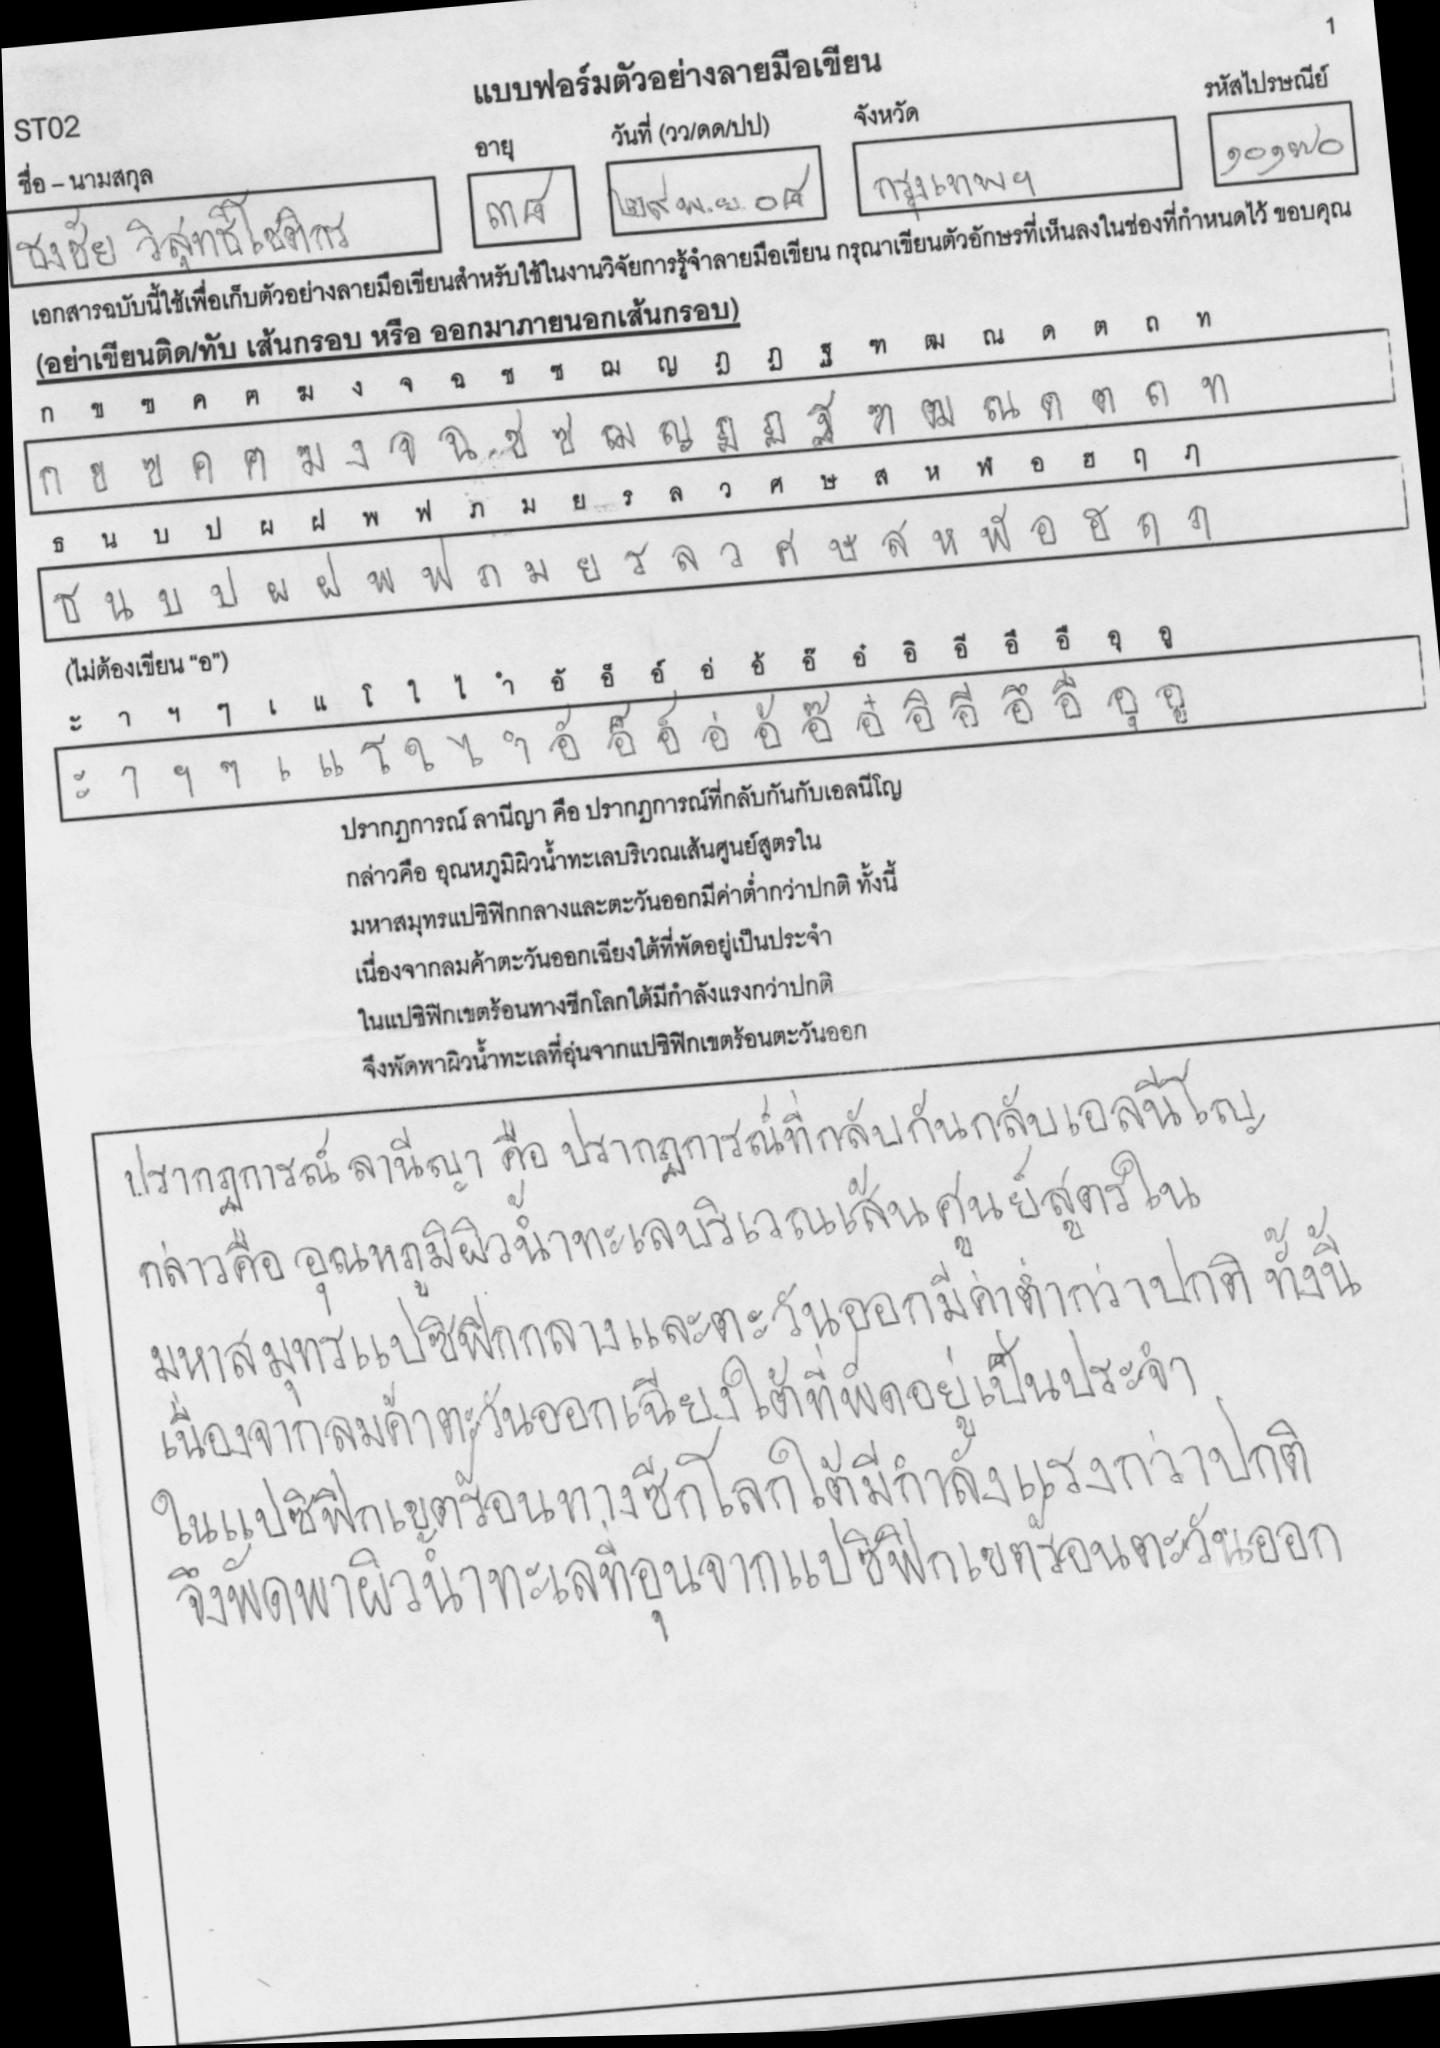 1
แบบฟอร์มตัวอย่างลายมือเขียน
ST02
ชื่อ – นามสกุล อายุ วันที่ (วว/ดด/ปป) จังหวัด รหัสไปรษณีย์
ธงชัย วิสุทธิ์โชติกร ๓๔ ๒๙ พ.ย. ๐๔ กรุงเทพฯ ๑๐๑๗๐
เอกสารฉบับนี้ใช้เพื่อเก็บตัวอย่างลายมือเขียนสำหรับใช้ในงานวิจัยการรู้จำลายมือเขียน กรุณาเขียนตัวอักษรที่เห็นลงในช่องที่กำหนดไว้ ขอบคุณ
(อย่าเขียนติด/ทับ เส้นกรอบ หรือ ออกมาภายนอกเส้นกรอบ)
ก ข ฃ ค ฅ ฆ ง จ ฉ ช ซ ฌ ญ ฎ ฏ ฐ ฑ ฒ ณ ด ต ถ ท
ก ข ฃ ค ฅ ฆ ง จ ฉ ช ซ ฌ ญ ฎ ฏ ฐ ฑ ฒ ณ ด ต ถ ท
ธ น บ ป ผ ฝ พ ฟ ภ ม ย ร ล ว ศ ษ ส ห ฬ อ ฮ ฤ ฦ
ธ น บ ป ผ ฝ พ ฟ ภ ม ย ร ล ว ศ ษ ส ห ฬ อ ฮ ฤ ฦ
(ไม่ต้องเขียน “อ”)
ะ า ฯ ๆ เ แ โ ใ ไ ำ อั อ็ อ์ อ่ อ้ อ๊ อ๋ อิ อี อึ อื อุ อู
ะ า ฯ ๆ เ แ โ ใ ไ ำ อั อ็ อ์ อ่ อ้ อ๊ อ๋ อิ อี อึ อื อุ อู
ปรากฏการณ์ ลานีญา คือ ปรากฏการณ์ที่กลับกันกับเอลนีโญ
กล่าวคือ อุณหภูมิผิวน้ำทะเลบริเวณเส้นศูนย์สูตรใน
มหาสมุทรแปซิฟิกกลางและตะวันออกมีค่าต่ำกว่าปกติ ทั้งนี้
เนื่องจากลมค้าตะวันออกเฉียงใต้ที่พัดอยู่เป็นประจำ
ในแปซิฟิกเขตร้อนทางซีกโลกใต้มีกำลังแรงกว่าปกติ
จึงพัดพาผิวน้ำทะเลที่อุ่นจากแปซิฟิกเขตร้อนตะวันออก
ปรากฏการณ์ ลานีญา คือ ปรากฏการณ์ที่กลับกันกลับเอลนีโญ
กล่าวคือ อุณหภูมิผิวน้ำทะเลบริเวณเส้นศูนย์สูตรใน
มหาสมุทรแปซิฟิกกลางและตะวันออกมีค่าต่ำกว่าปกติ ทั้งนี้
เนื่องจากลมค้าตะวันออกเฉียงใต้ที่พัดอยู่เป็นประจำ
ในแปซิฟิกเขตร้อนทางซีกโลกใต้มีกำลังแรงกว่าปกติ
จึงพัดพาผิวน้ำทะเลที่อุ่นจากแปซิฟิกเขตร้อนตะวันออก